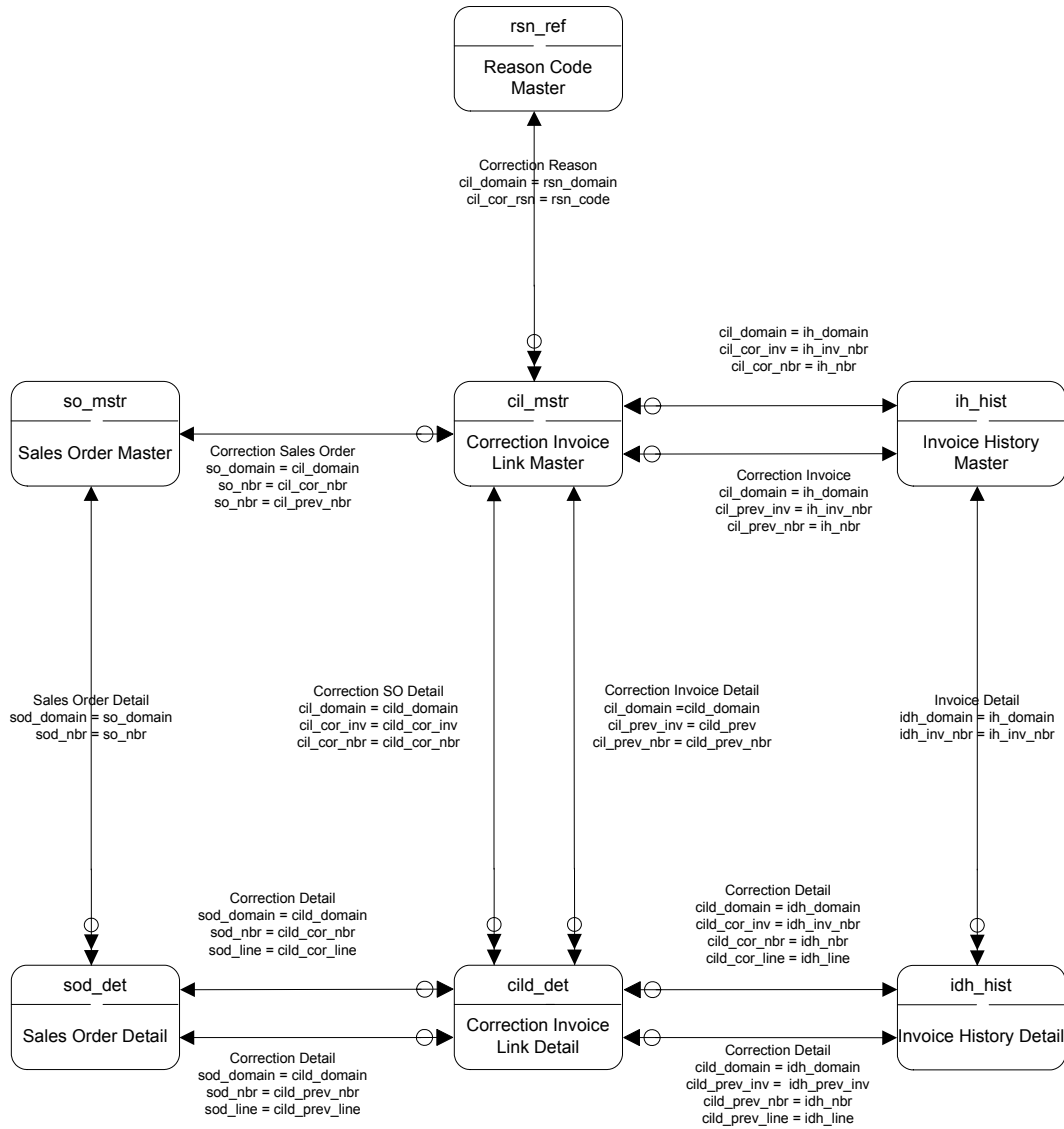 rsn_ref
Reason Code
Master
Correction Reason
cil_domain = rsn_domain
cil_cor_rsn = rsn_code
cil_domain = ih_domain
cil_cor_inv = ih_inv_nbr
cil_cor_nbr = ih_nbr
so_mstr
Sales Order Master
Correction Sales Order
so_domain = cil_domain
so_nbr = cil_cor_nbr
so_nbr = cil_prev_nbr
cil_mstr
Correction Invoice
Link Master
ih_hist
Invoice History
Master
Correction Invoice
cil_domain = ih_domain
cil_prev_inv = ih_inv_nbr
cil_prev_nbr = ih_nbr
Sales Order Detail
sod_domain = so_domain
sod_nbr = so_nbr
Correction SO Detail
cil_domain = cild_domain
cil_cor_inv = cild_cor_inv
cil_cor_nbr = cild_cor_nbr
Correction Invoice Detail
cil_domain =cild_domain
cil_prev_inv = cild_prev
cil_prev_nbr = cild_prev_nbr
Invoice Detail
idh_domain = ih_domain
idh_inv_nbr = ih_inv_nbr
Correction Detail
sod_domain = cild_domain
sod_nbr = cild_cor_nbr
sod_line = cild_cor_line
Correction Detail
cild_domain = idh_domain
cild_cor_inv = idh_inv_nbr
cild_cor_nbr = idh_nbr
cild_cor_line = idh_line
sod_det
Sales Order Detail
cild_det
Correction Invoice
Link Detail
idh_hist
Invoice History Detail
Correction Detail
sod_domain = cild_domain
sod_nbr = cild_prev_nbr
sod_line = cild_prev_line
Correction Detail
cild_domain = idh_domain
cild_prev_inv =  idh_prev_inv
cild_prev_nbr = idh_nbr
cild_prev_line = idh_line